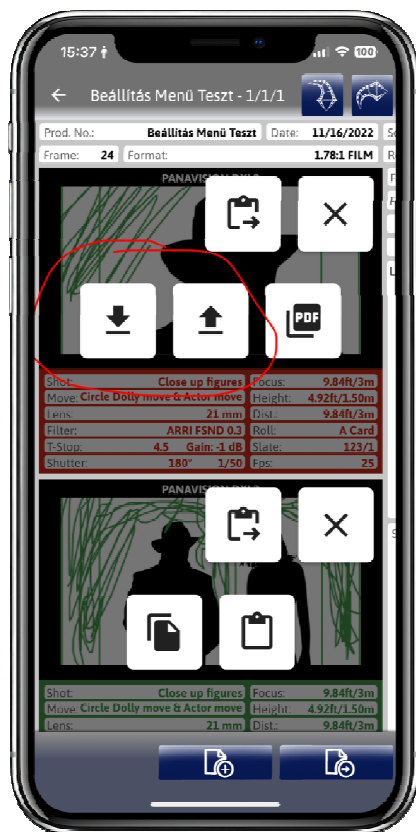 15:37 100
Beállítás Menü Teszt - 1/1/1
Prod. No.: Beállítás Menü Teszt Date: 11/16/2022
Frame: 24 Format: 1.78:1 FILM
PANAVISI
PDF
Shot: Close up figures Focus: 9.84ft/3m
Move: Circle Dolly move & Actor move Height: 4.92ft/1.50m
Lens: 21 mm Dist.: 9.84ft/3m
Filter: ARRI FSND 0.3 Roll: A Card
T-Stop: 4.5 Gain: -1 dB Slate: 123/1
Shutter: 180° 1/50 Fps: 25
PANAVISI
Shot: Close up figures Focus: 9.84ft/3m
Move: Circle Dolly move & Actor move Height: 4.92ft/1.50m
Lens: 21 mm Dist.: 9.84ft/3m